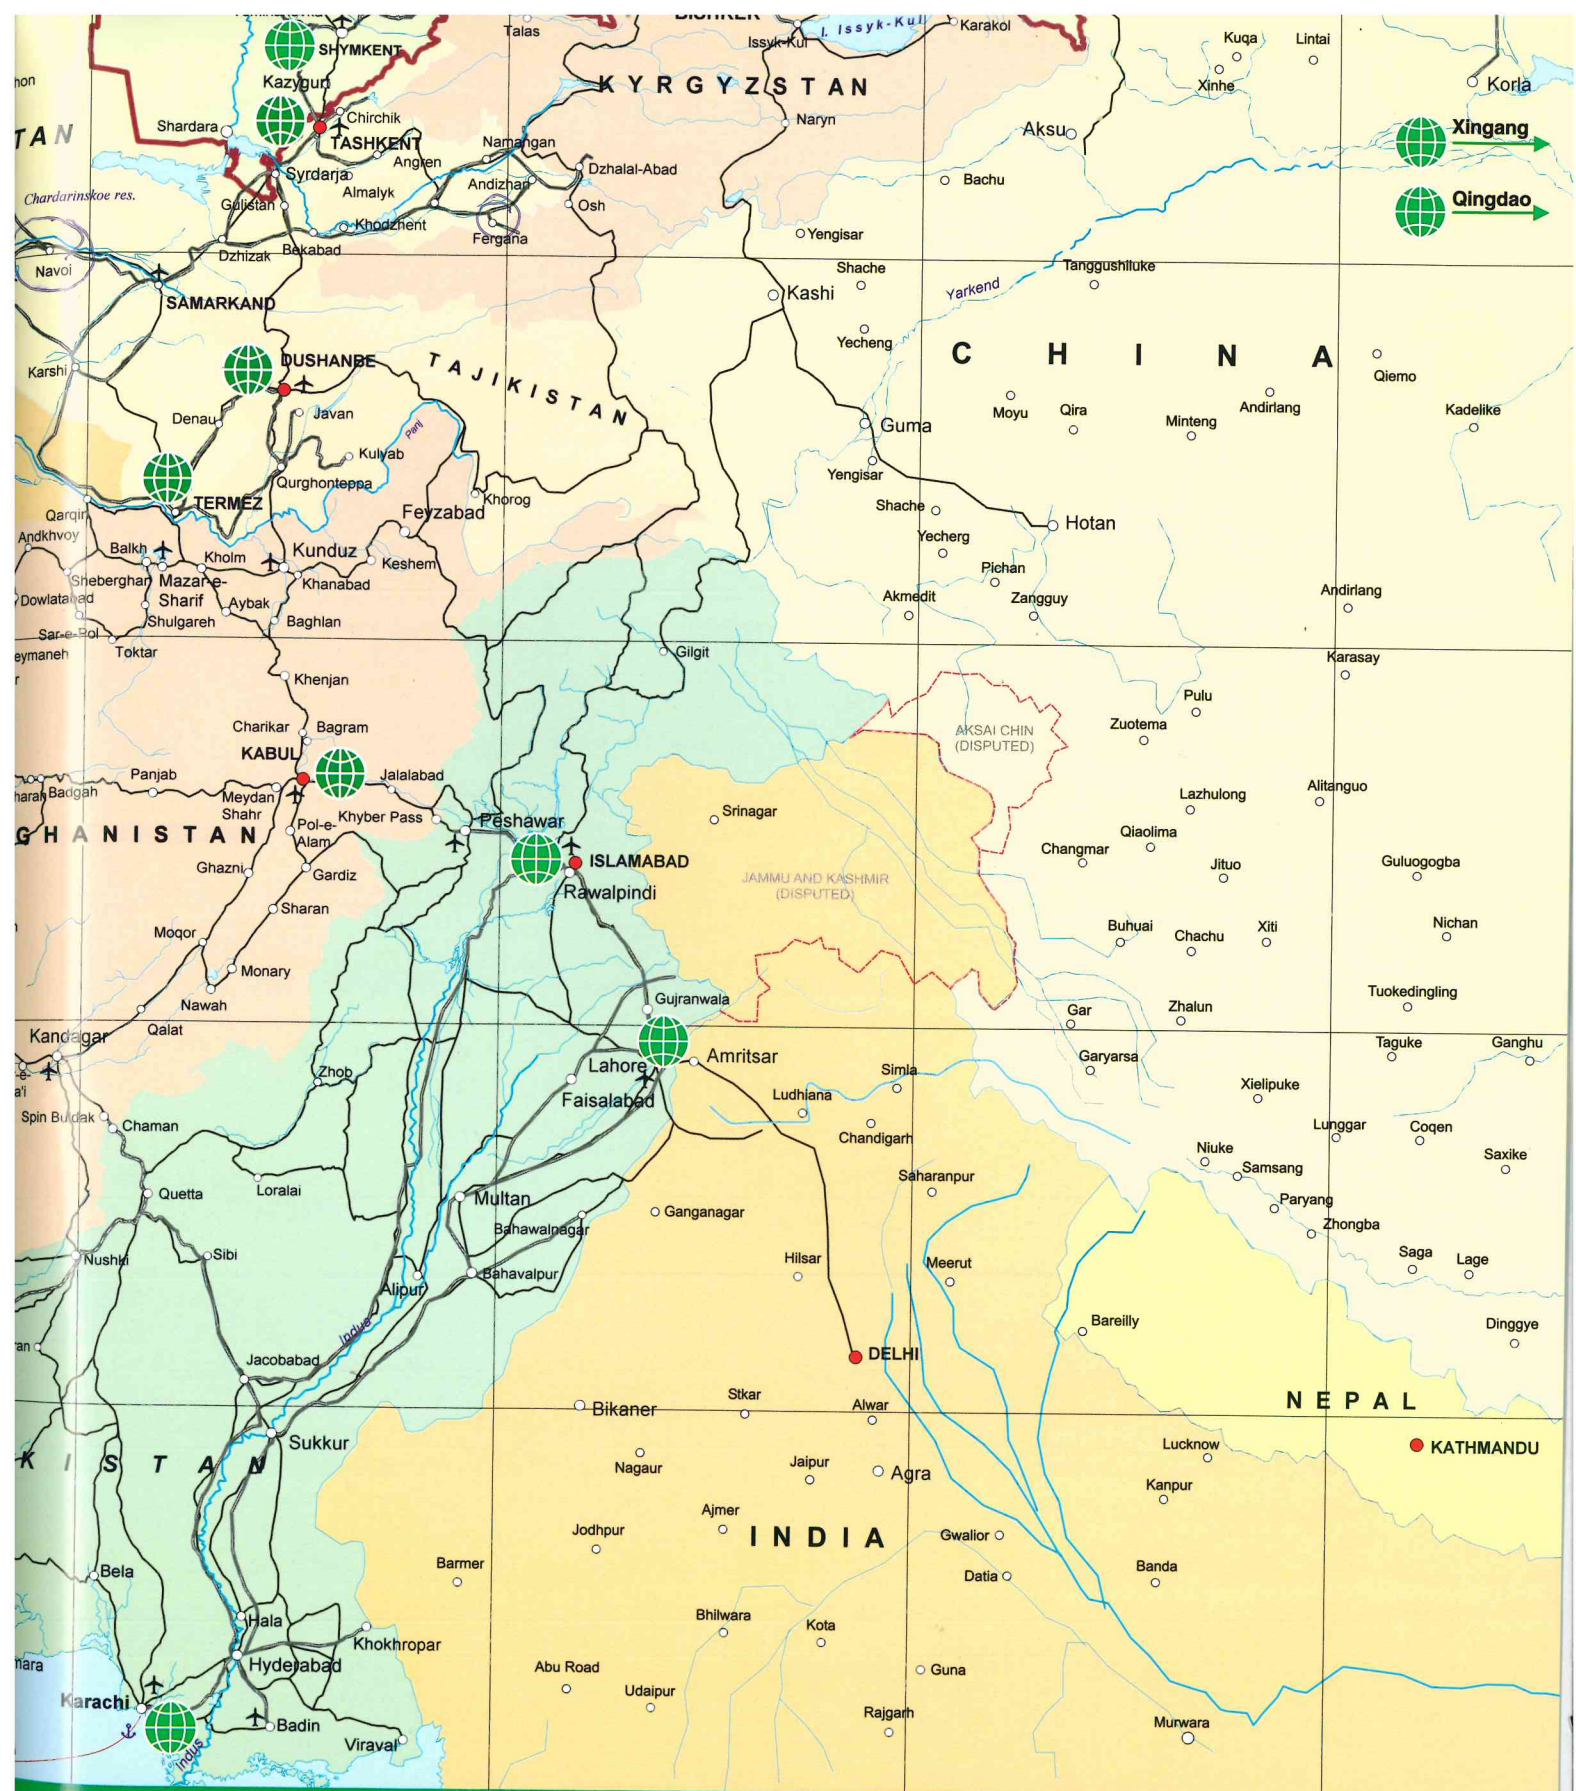 BISHKEK
I. Issyk-Kul
Talas
Issyk-Kul
Karakol
SHYMKENT
Kuqa
Lintai
Xinhe
Korla
hon
Kazygurt
KYRGYZSTAN
Chirchik
Shardara
Naryn
Aksu
Xingang
TAN
TASHKENT
Namangan
Angren
Dzhalal-Abad
Syrdarja
Almalyk
Andizhan
Bachu
Chardarinskoe res.
Gulistan
Osh
Qingdao
Khodzhent
Fergana
Yengisar
Dzhizak
Bekabad
Navoi
Shache
Tanggushiluke
SAMARKAND
Kashi
Yarkend
Yecheng
CHINA
DUSHANBE
TAJIKISTAN
Karshi
Qiemo
Denau
Javan
Panj
Moyu
Qira
Minteng
Andirlang
Kadelike
Guma
Kulyab
Yengisar
Qurghonteppa
TERMEZ
Khorog
Feyzabad
Shache
Hotan
Qarqin
Andkhvoy
Balkh
Kholm
Kunduz
Keshem
Yecherg
Pichan
Sheberghan
Mazar-e-
Sharif
Khanabad
Dowlatabad
Aybak
Akmedit
Zangguy
Andirlang
Shulgareh
Baghlan
Sar-e-Pol
eymaneh
Toktar
Gilgit
Karasay
r
Khenjan
Pulu
Charikar
Bagram
Zuotema
AKSAI CHIN
(DISPUTED)
KABUL
Panjab
Jalalabad
Alitanguo
harah
Badgah
Meydan
Shahr
Khyber Pass
Peshawar
Srinagar
Lazhulong
GHANISTAN
Pol-e-
Alam
Qiaolima
Changmar
Jituo
Guluogogba
ISLAMABAD
Ghazni
Gardiz
Rawalpindi
JAMMU AND KASHMIR
(DISPUTED)
Sharan
Moqor
Buhuai
Chachu
Xiti
Nichan
Monary
Nawah
Gujranwala
Gar
Zhalun
Tuokedingling
Qalat
Kandagar
Amritsar
Garyarsa
Taguke
Ganghu
-e-
a'i
Zhob
Lahore
Simla
Faisalabad
Ludhiana
Xielipuke
Spin Buldak
Chaman
Chandigarh
Lunggar
Coqen
Niuke
Samsang
Saxike
Quetta
Loralai
Multan
Saharanpur
Paryang
Ganganagar
Bahawalnagar
Zhongba
Nushki
Sibi
Hilsar
Meerut
Saga
Lage
Bahavalpur
Alipur
Indus
Bareilly
Dinggye
ran
DELHI
Jacobabad
NEPAL
Stkar
Alwar
Bikaner
Sukkur
Lucknow
KATHMANDU
KISTAN
Nagaur
Jaipur
Agra
Kanpur
Ajmer
Jodhpur
INDIA
Gwalior
Barmer
Bela
Datia
Banda
Hala
Bhilwara
Kota
Khokhropar
mara
Hyderabad
Abu Road
Guna
Udaipur
Karachi
Rajgarh
Badin
Murwara
Viraval
Indus